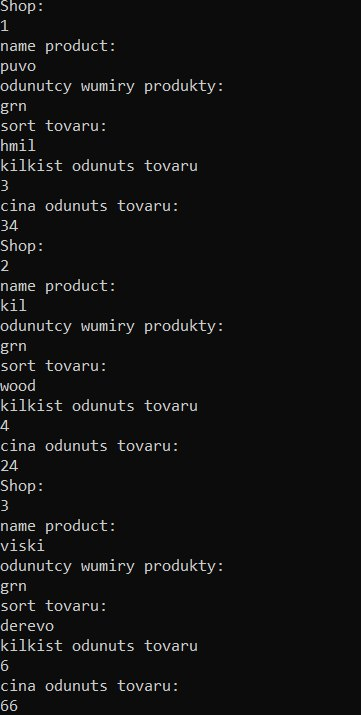 Shop:
1
name product:
puvo
odunutcy wumiry produkty:
grn
sort tovaru:
hmil
kilkist odunuts tovaru
3
cina odunuts tovaru:
34
Shop:
2
name product:
kil
odunutcy wumiry produkty:
grn
sort tovaru:
wood
kilkist odunuts tovaru
4
cina odunuts tovaru:
24
Shop:
3
name product:
viski
odunutcy wumiry produkty:
grn
sort tovaru:
derevo
kilkist odunuts tovaru
6
cina odunuts tovaru:
66